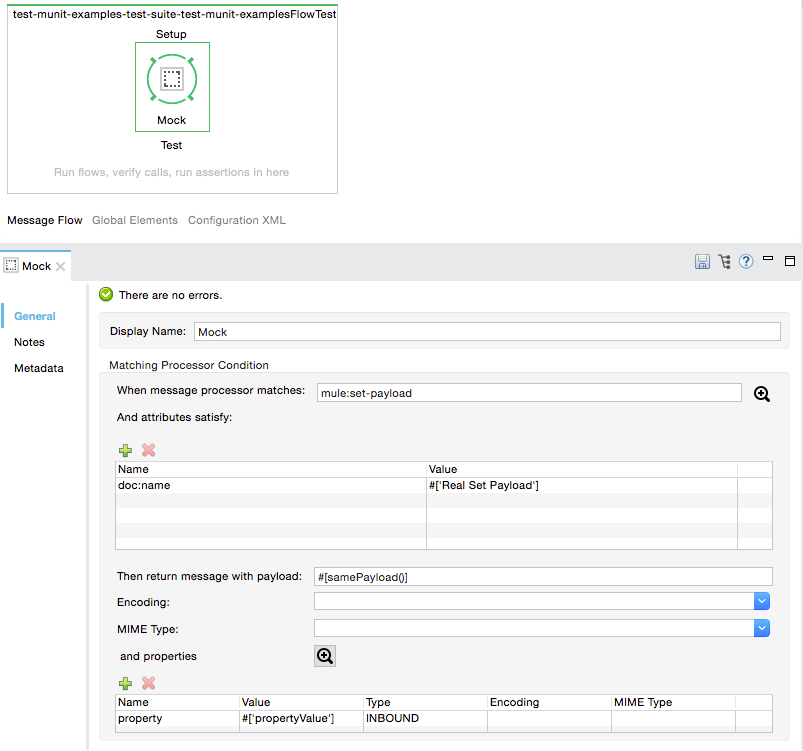 test-munit-examples-test-suite-test-munit-examplesFlowTest
Setup
Mock
Test
Run flows, verify calls, run assertions in here
Message Flow Global Elements Configuration XML
Mock
There are no errors.
General
Notes
Metadata
Display Name: Mock
Matching Processor Condition
When message processor matches: mule:set-payload
And attributes satisfy:
Name Value
doc:name #['Real Set Payload']
Then return message with payload: #[samePayload()]
Encoding:
MIME Type:
and properties
Name Value Type Encoding MIME Type
property #['propertyValue'] INBOUND